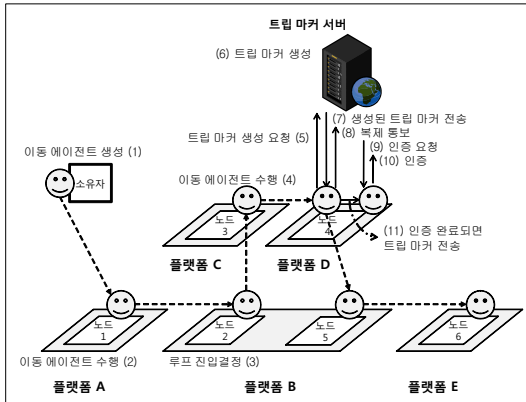 트립 마커 서버
(6) 트립 마커 생성
(7) 생성된 트립 마커 전송
트립 마커 생성 요청 (5)
(8) 복제 통보
(9) 인증 요청
(10) 인증
이동 에이전트 생성 (1)
소유자
이동 에이전트 수행 (4)
노드
3
노드
4
(11) 인증 완료되면
트립 마커 전송
플랫폼 C
플랫폼 D
노드
1
노드
2
노드
5
노드
6
이동 에이전트 수행 (2)
루프 진입결정 (3)
플랫폼 A
플랫폼 B
플랫폼 E